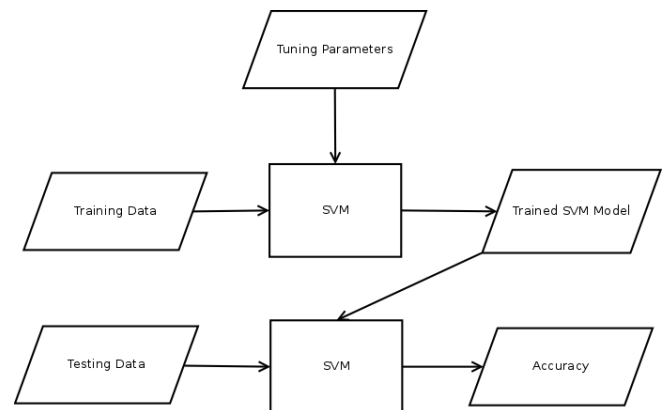 Tuning Parameters
Training Data
SVM
Trained SVM Model
Testing Data
SVM
Accuracy